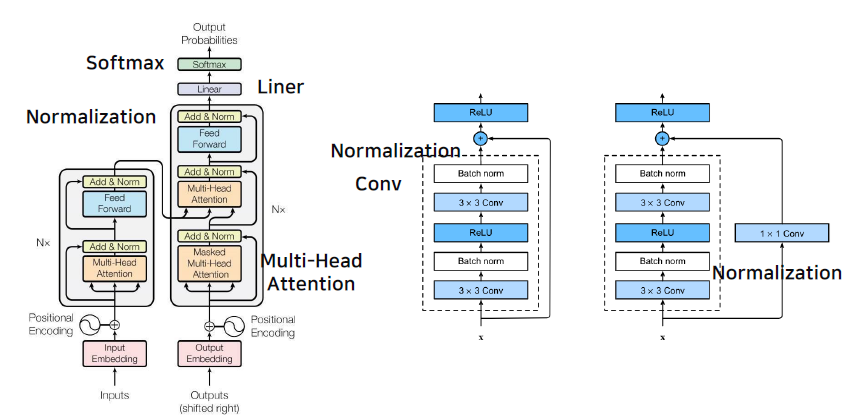 Output
Probabilities
Softmax
Softmax
Linear
Liner
Normalization
Add & Norm
Feed
Forward
Add & Norm
Multi-Head
Attention
Nx
Add & Norm
Masked
Multi-Head
Attention
Multi-Head
Attention
Add & Norm
Feed
Forward
Nx
Add & Norm
Multi-Head
Attention
Positional
Encoding
Positional
Encoding
Input
Embedding
Output
Embedding
Inputs
Outputs
(shifted right)
ReLU
+
Normalization
Conv
Batch norm
3 × 3 Conv
ReLU
Batch norm
3 × 3 Conv
x
ReLU
+
Batch norm
3 × 3 Conv
ReLU
1 × 1 Conv
Batch norm
Normalization
3 × 3 Conv
x